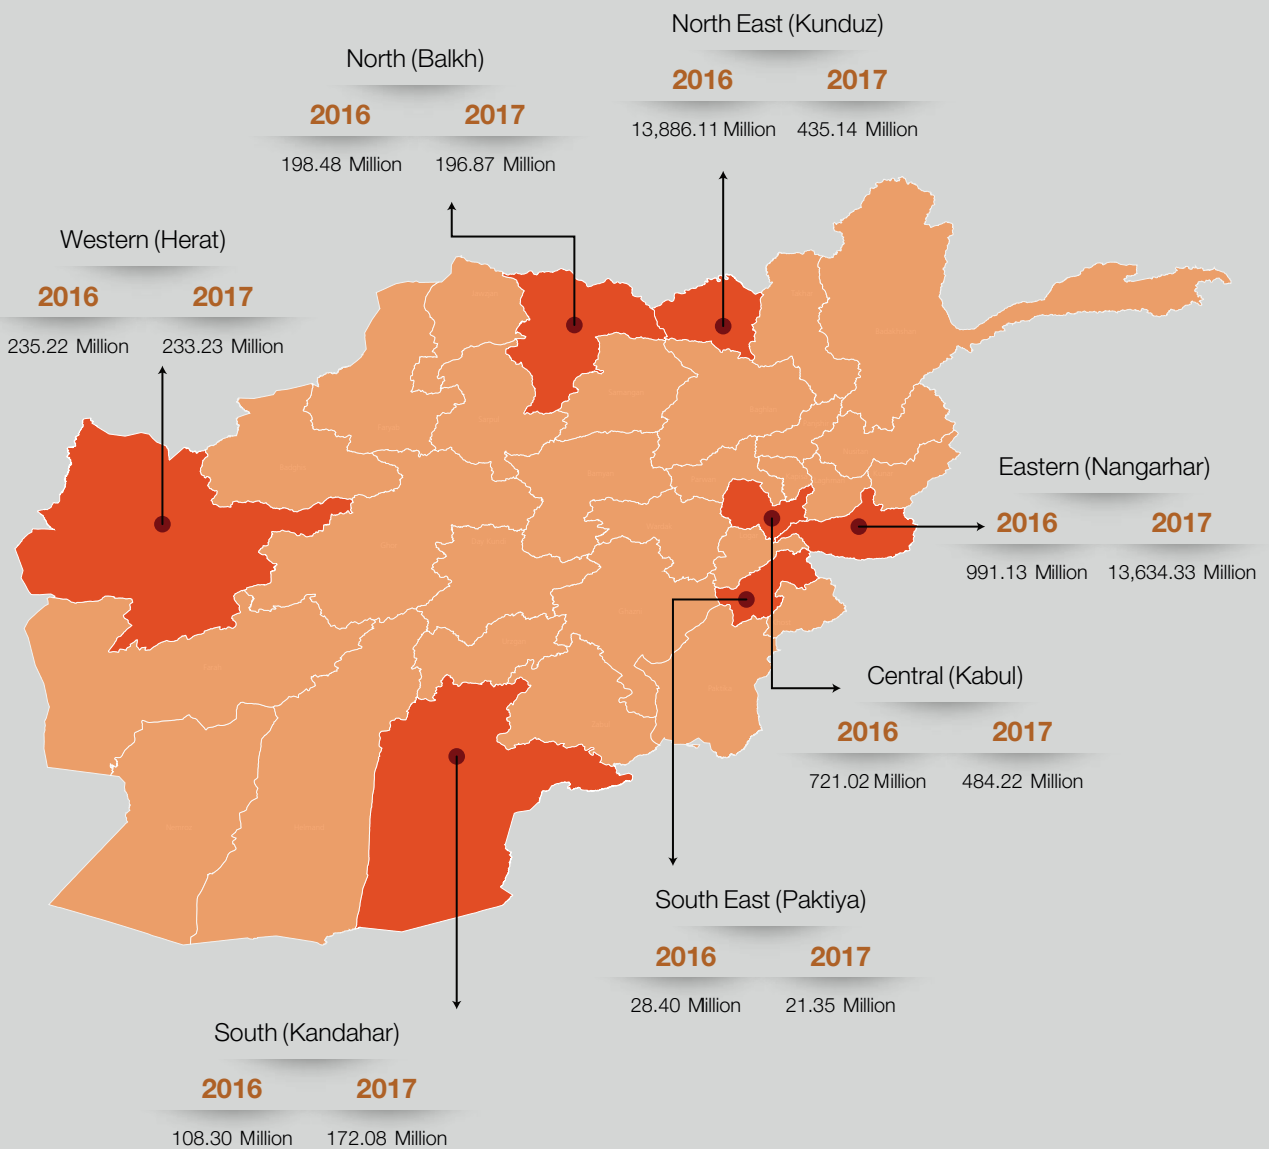 North East (Kunduz)
2016 2017
13,886.11 Million 435.14 Million
North (Balkh)
2016 2017
198.48 Million 196.87 Million
Western (Herat)
2016 2017
235.22 Million 233.23 Million
Eastern (Nangarhar)
2016 2017
991.13 Million 13,634.33 Million
Central (Kabul)
2016 2017
721.02 Million 484.22 Million
South East (Paktiya)
2016 2017
28.40 Million 21.35 Million
South (Kandahar)
2016 2017
108.30 Million 172.08 Million